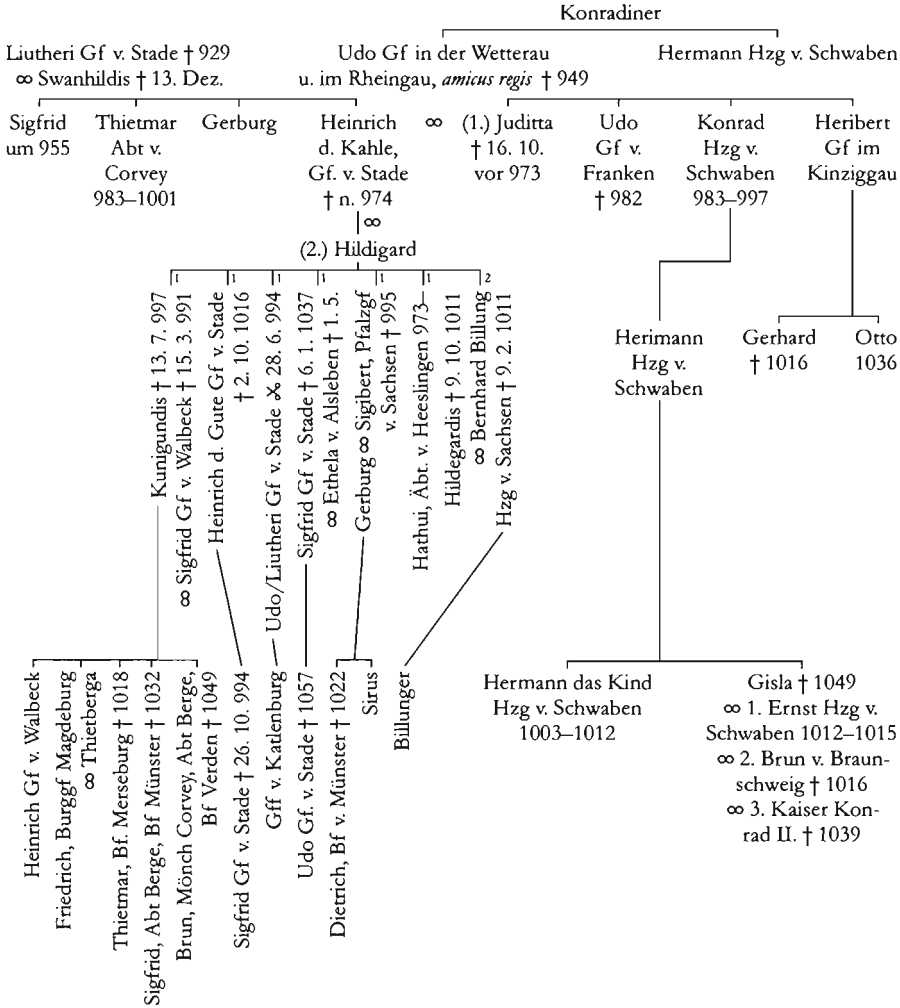 Konradiner
Liutheri Gf v. Stade † 929
∞ Swanhildis † 13. Dez.
Udo Gf in der Wetterau
u. im Rheingau, amicus regis † 949
Hermann Hzg v. Schwaben
Sigfrid
um 955
Thietmar
Abt v.
Corvey
983–1001
Gerburg
Heinrich
d. Kahle,
Gf. v. Stade
† n. 974
∞
(1.) Juditta
† 16. 10.
vor 973
Udo
Gf v.
Franken
† 982
Konrad
Hzg v.
Schwaben
983–997
Heribert
Gf im
Kinziggau
∞
(2.) Hildigard
1
1
1
1
1
1
2
Kunigundis † 13. 7. 997
∞ Sigfrid Gf v. Walbeck † 15. 3. 991
Heinrich d. Gute Gf v. Stade
† 2. 10. 1016
Udo/Liutheri Gf v. Stade ⚔ 28. 6. 994
Sigfrid Gf v. Stade † 6. 1. 1037
∞ Ethela v. Alsleben † 1. 5.
Gerburg ∞ Sigibert, Pfalzgf
v. Sachsen † 995
Hathui, Äbt. v. Heeslingen 973–
Hildegardis † 9. 10. 1011
∞ Bernhard Billung
Hzg v. Sachsen † 9. 2. 1011
Herimann
Hzg v.
Schwaben
Gerhard
† 1016
Otto
1036
Heinrich Gf v. Walbeck
Friedrich, Burggf Magdeburg
∞ Thietberga
Thietmar, Bf. Merseburg † 1018
Sigfrid, Abt Berge, Bf Münster † 1032
Brun, Mönch Corvey, Abt Berge,
Bf Verden † 1049
Sigfrid Gf v. Stade † 26. 10. 994
Gff v. Katlenburg
Udo Gf. v. Stade † 1057
Dietrich, Bf v. Münster † 1022
Sirus
Billunger
Hermann das Kind
Hzg v. Schwaben
1003–1012
Gisla † 1049
∞ 1. Ernst Hzg v.
Schwaben 1012–1015
∞ 2. Brun v. Braun-
schweig † 1016
∞ 3. Kaiser Kon-
rad II. † 1039